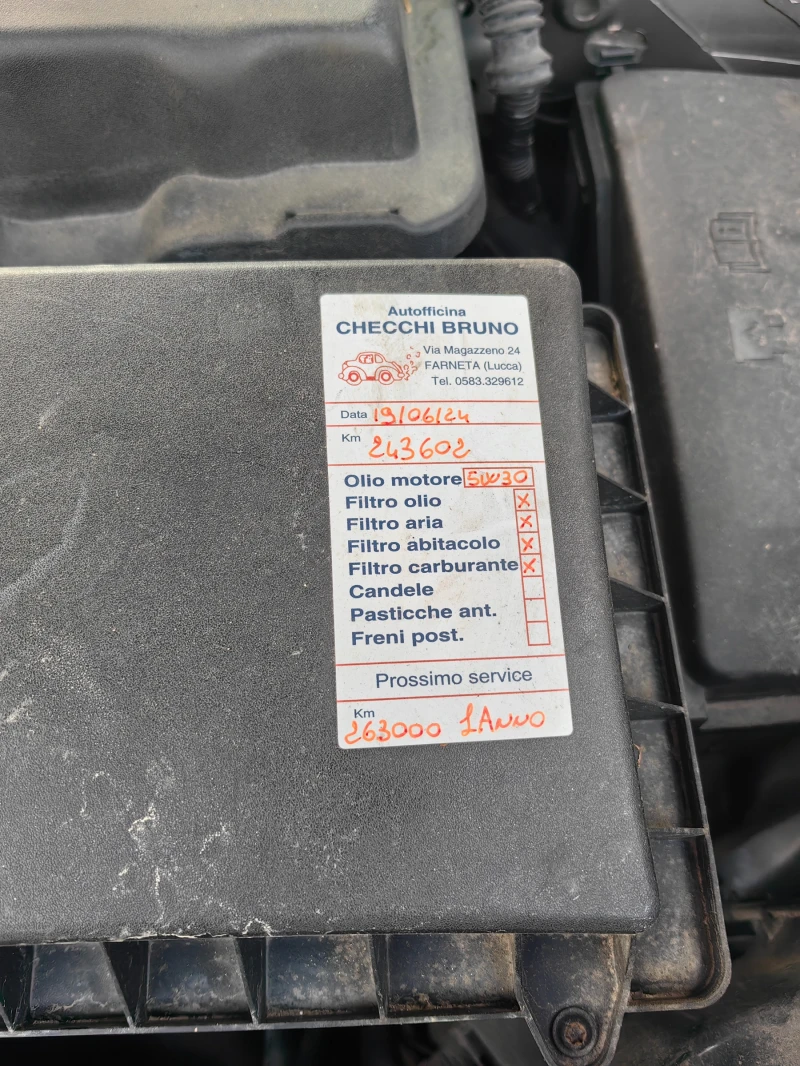 Autofficina
CHECCHI BRUNO
Via Magazzeno 24
FARNETA (Lucca)
Tel. 0583.329612
Data 19/06/24
Km 243602
Olio motore 5W30
Filtro olio X
Filtro aria X
Filtro abitacolo X
Filtro carburante X
Candele
Pasticche ant.
Freni post.
Prossimo service
Km
263000 1 ANNO